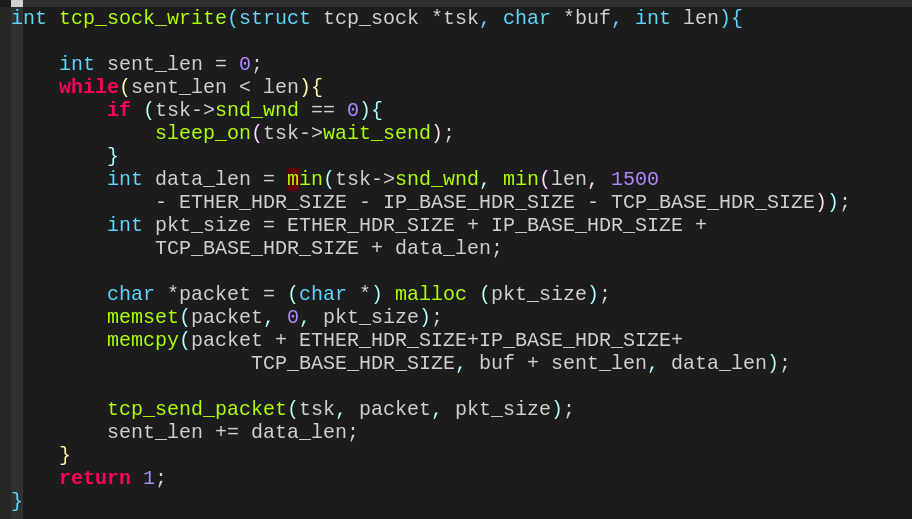 int tcp_sock_write(struct tcp_sock *tsk, char *buf, int len){
    int sent_len = 0;
    while(sent_len < len){
        if (tsk->snd_wnd == 0){
            sleep_on(tsk->wait_send);
        }
        int data_len = min(tsk->snd_wnd, min(len, 1500
            - ETHER_HDR_SIZE - IP_BASE_HDR_SIZE - TCP_BASE_HDR_SIZE));
        int pkt_size = ETHER_HDR_SIZE + IP_BASE_HDR_SIZE +
            TCP_BASE_HDR_SIZE + data_len;
        char *packet = (char *) malloc (pkt_size);
        memset(packet, 0, pkt_size);
        memcpy(packet + ETHER_HDR_SIZE+IP_BASE_HDR_SIZE+
                    TCP_BASE_HDR_SIZE, buf + sent_len, data_len);
        tcp_send_packet(tsk, packet, pkt_size);
        sent_len += data_len;
    }
    return 1;
}